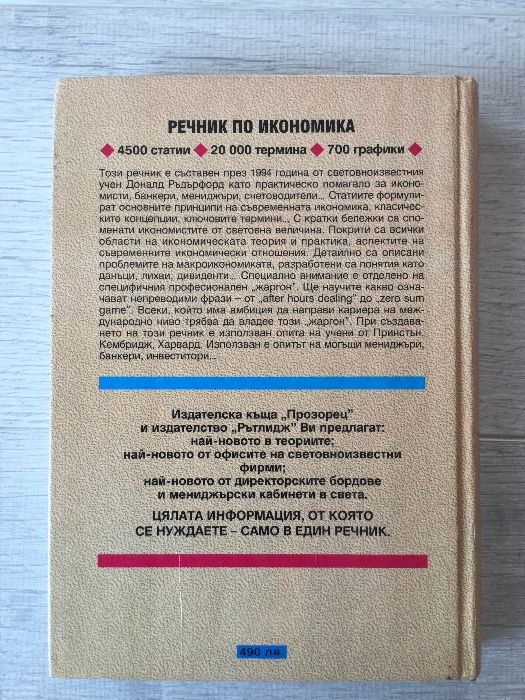 РЕЧНИК ПО ИКОНОМИКА
4500 статии 20 000 термина 700 графики
Този речник е съставен през 1994 година от световноизвестния
учен Доналд Ръдърфорд като практическо помагало за иконо-
мисти, банкери, мениджъри, счетоводители... Статиите формули-
рат основните принципи на съвременната икономика, класичес-
ките концепции, ключовите термини... С кратки бележки са спо-
менати икономистите от световна величина. Покрити са всички
области на икономическата теория и практика, аспектите на
съвременните икономически отношения. Детайлно са описани
проблемите на макроикономиката, разработени са понятия като
данъци, лихви, дивиденти... Специално внимание е отделено на
специфичния професионален „жаргон". Ще научите какво озна-
чават непреводими фрази – от „after hours dealing" до „zero sum
game". Всеки, който има амбиция да направи кариера на меж-
дународно ниво трябва да владее този „жаргон". При създава-
нето на този речник е използван опита на учени от Принстън,
Кембридж, Харвард. Използван е опитът на могъщи мениджъри,
банкери, инвеститори...
Издателска къща „Прозорец"
и издателство „Рътлидж" Ви предлагат:
най-новото в теориите;
най-новото от офисите на световноизвестни
фирми;
най-новото от директорските бордове
и мениджърски кабинети в света.
ЦЯЛАТА ИНФОРМАЦИЯ, ОТ КОЯТО
СЕ НУЖДАЕТЕ – САМО В ЕДИН РЕЧНИК.
490 лв.